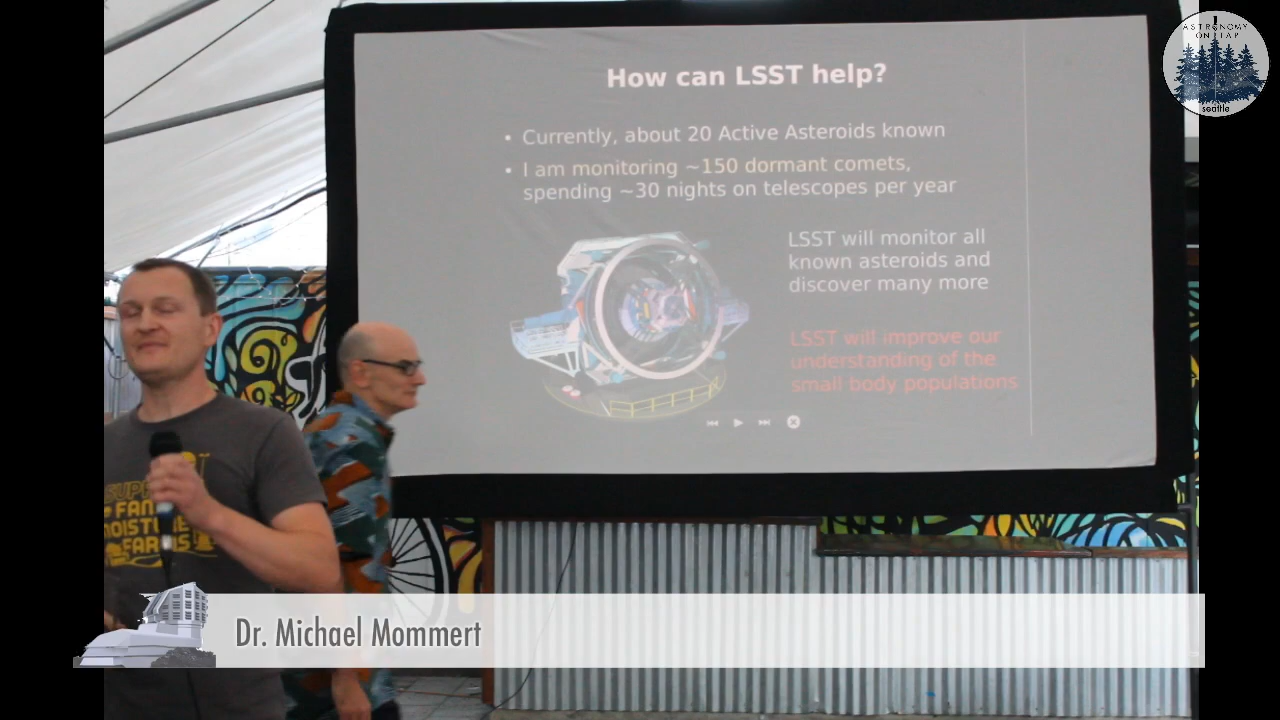 How can LSST help?
• Currently, about 20 Active Asteroids known
• I am monitoring ~150 dormant comets,
spending ~30 nights on telescopes per year
LSST will monitor all
known asteroids and
discover many more
LSST will improve our
understanding of the
small body populations
ASTRONOMY
ON TAP
seattle
FARMS
Dr. Michael Mommert